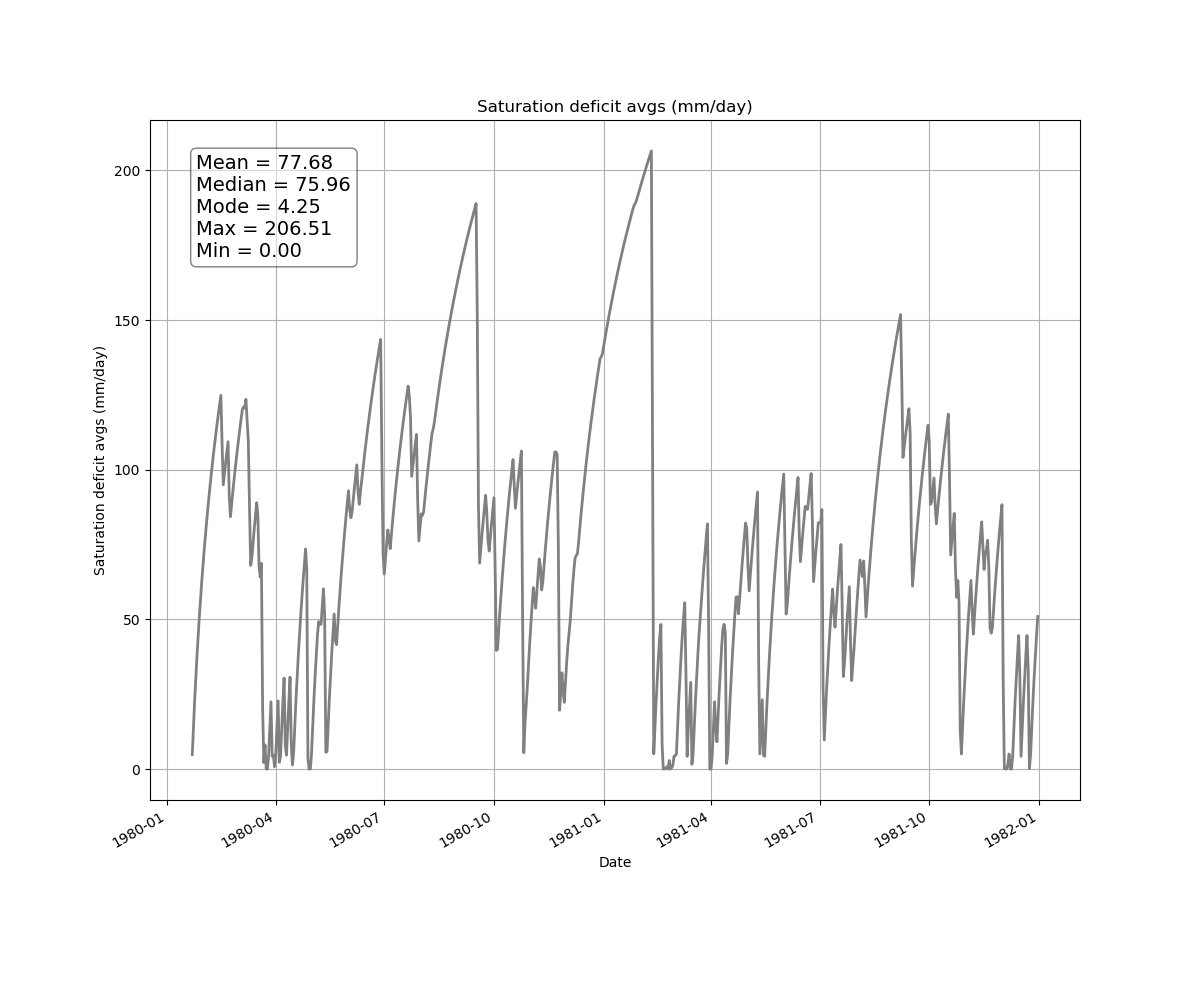 Saturation deficit avgs (mm/day)
Mean = 77.68
Median = 75.96
Mode = 4.25
Max = 206.51
Min = 0.00
Saturation deficit avgs (mm/day)
200
150
100
50
0
1980-01
1980-04
1980-07
1980-10
1981-01
1981-04
1981-07
1981-10
1982-01
Date